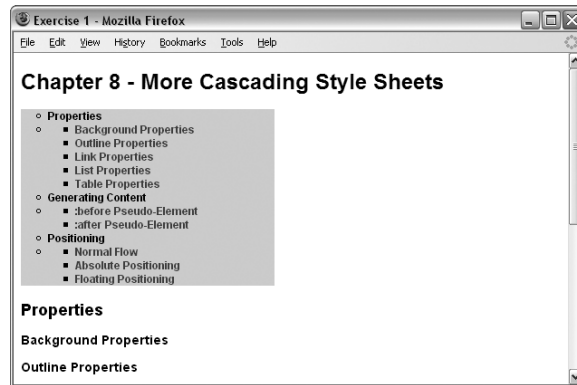 Exercise 1 - Mozilla Firefox
File Edit View History Bookmarks Tools Help
Chapter 8 - More Cascading Style Sheets
Properties
Background Properties
Outline Properties
Link Properties
List Properties
Table Properties
Generating Content
:before Pseudo-Element
:after Pseudo-Element
Positioning
Normal Flow
Absolute Positioning
Floating Positioning
Properties
Background Properties
Outline Properties